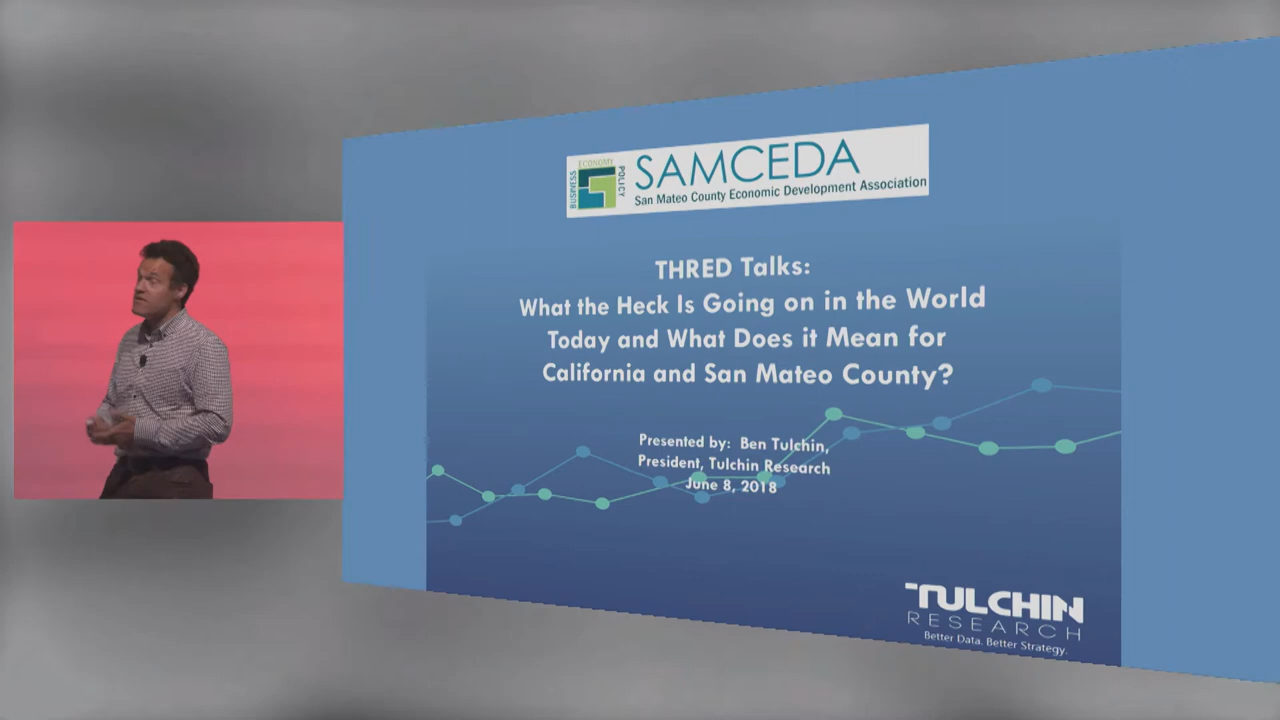 ECONOMY
BUSINESS
POLICY
SAMCEDA
San Mateo County Economic Development Association
THRED Talks:
What the Heck Is Going on in the World
Today and What Does it Mean for
California and San Mateo County?
Presented by: Ben Tulchin,
President, Tulchin Research
June 8, 2018
TULCHIN
RESEARCH
Better Data. Better Strategy.